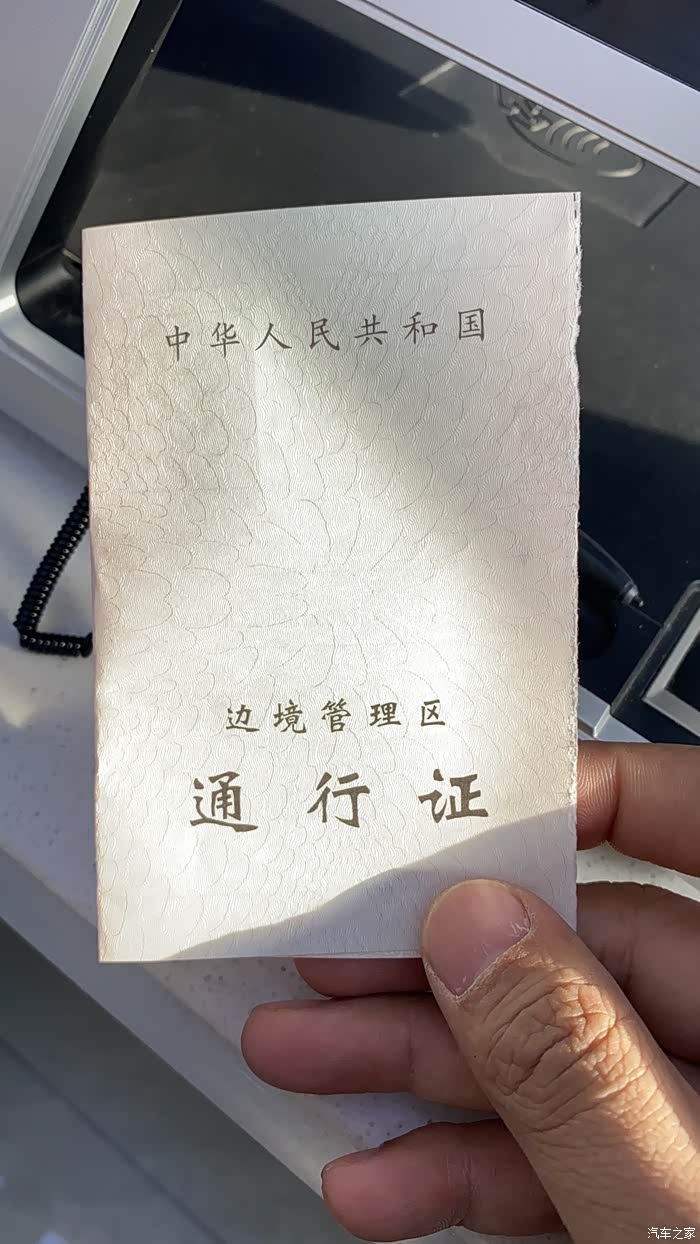 中华人民共和国
边境管理区
通行证
汽车之家